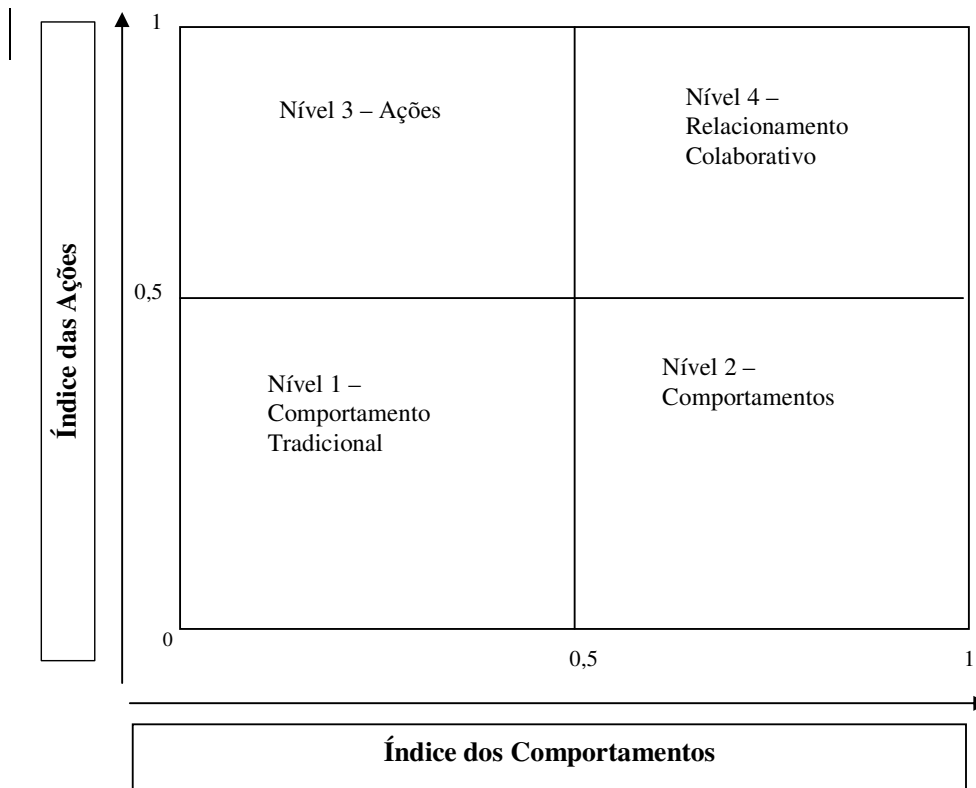 1
Nível 3 – Ações
Nível 4 –
Relacionamento
Colaborativo
Índice das Ações
0,5
Nível 1 –
Comportamento
Tradicional
Nível 2 –
Comportamentos
0
0,5
1
Índice dos Comportamentos